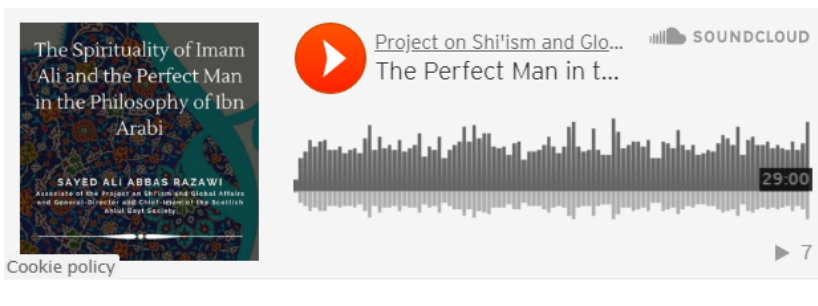 The Spirituality of Imam
Ali and the Perfect Man
in the Philosophy of Ibn
Arabi
SAYED ALI ABBAS RAZAWI
Associate of the Project on Shi'ism and Global Affairs
and General-Director and Chief-Imam of the Scottish
Ahlul Bayt Society
Project on Shi'ism and Glo...
SOUNDCLOUD
The Perfect Man in t...
29:00
7
Cookie policy